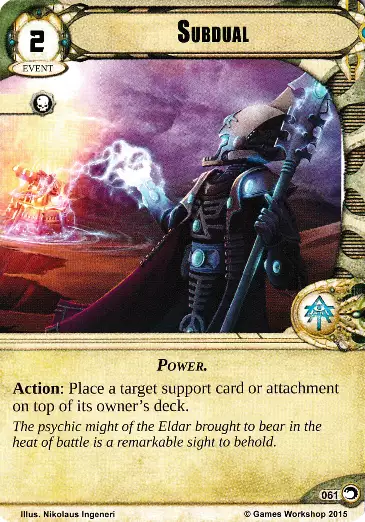 2
SUBDUAL
EVENT
POWER.
Action: Place a target support card or attachment
on top of its owner's deck.
The psychic might of the Eldar brought to bear in the
heat of battle is a remarkable sight to behold.
061
Illus. Nikolaus Ingeneri
© Games Workshop 2015